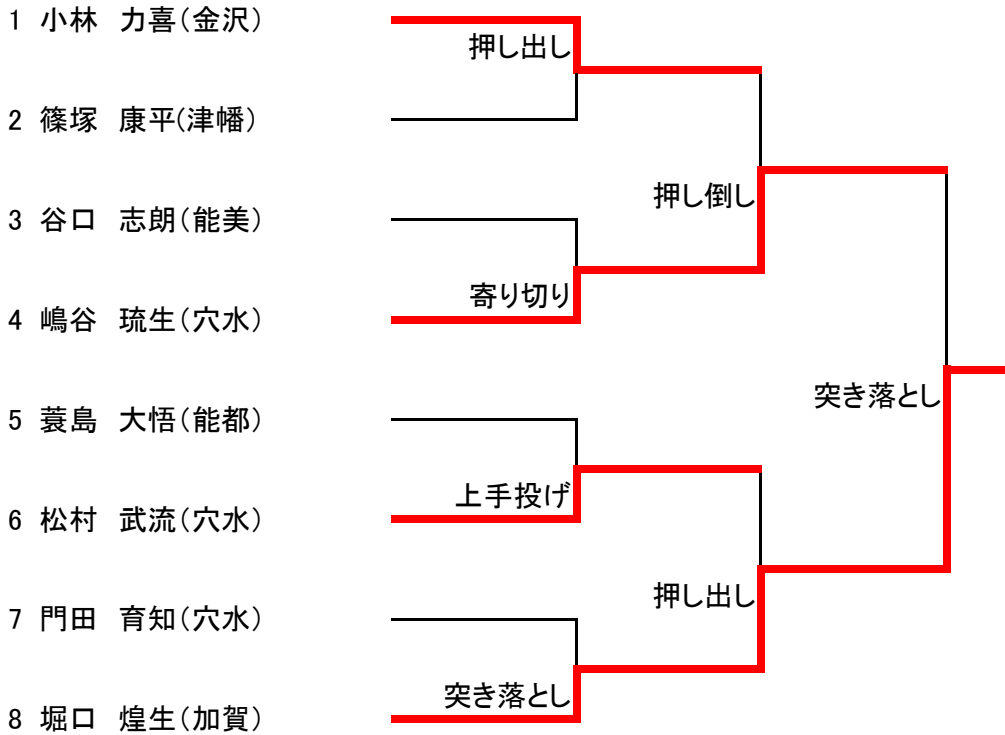 1 小林 力喜(金沢)
押し出し
2 篠塚 康平(津幡)
押し倒し
3 谷口 志朗(能美)
寄り切り
4 嶋谷 琉生(穴水)
突き落とし
5 蓑島 大悟(能都)
上手投げ
6 松村 武流(穴水)
押し出し
7 門田 育知(穴水)
突き落とし
8 堀口 煌生(加賀)